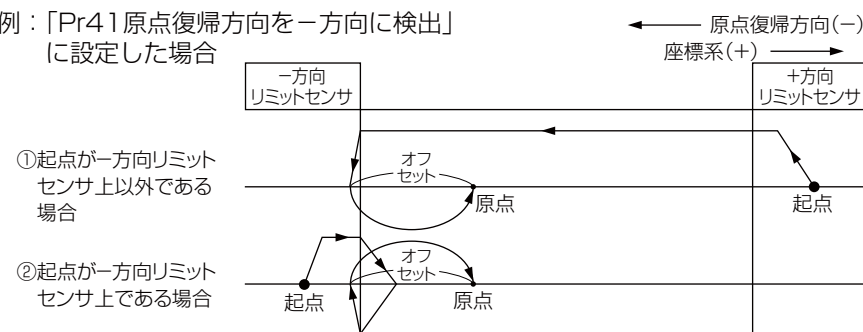 例：「Pr41原点復帰方向を－方向に検出」
に設定した場合
原点復帰方向(－)
座標系(＋)
－方向
リミットセンサ
＋方向
リミットセンサ
①起点が－方向リミット
センサ上以外である
場合
オフ
セット
原点
起点
②起点が－方向リミット
センサ上である場合
オフ
セット
起点
原点